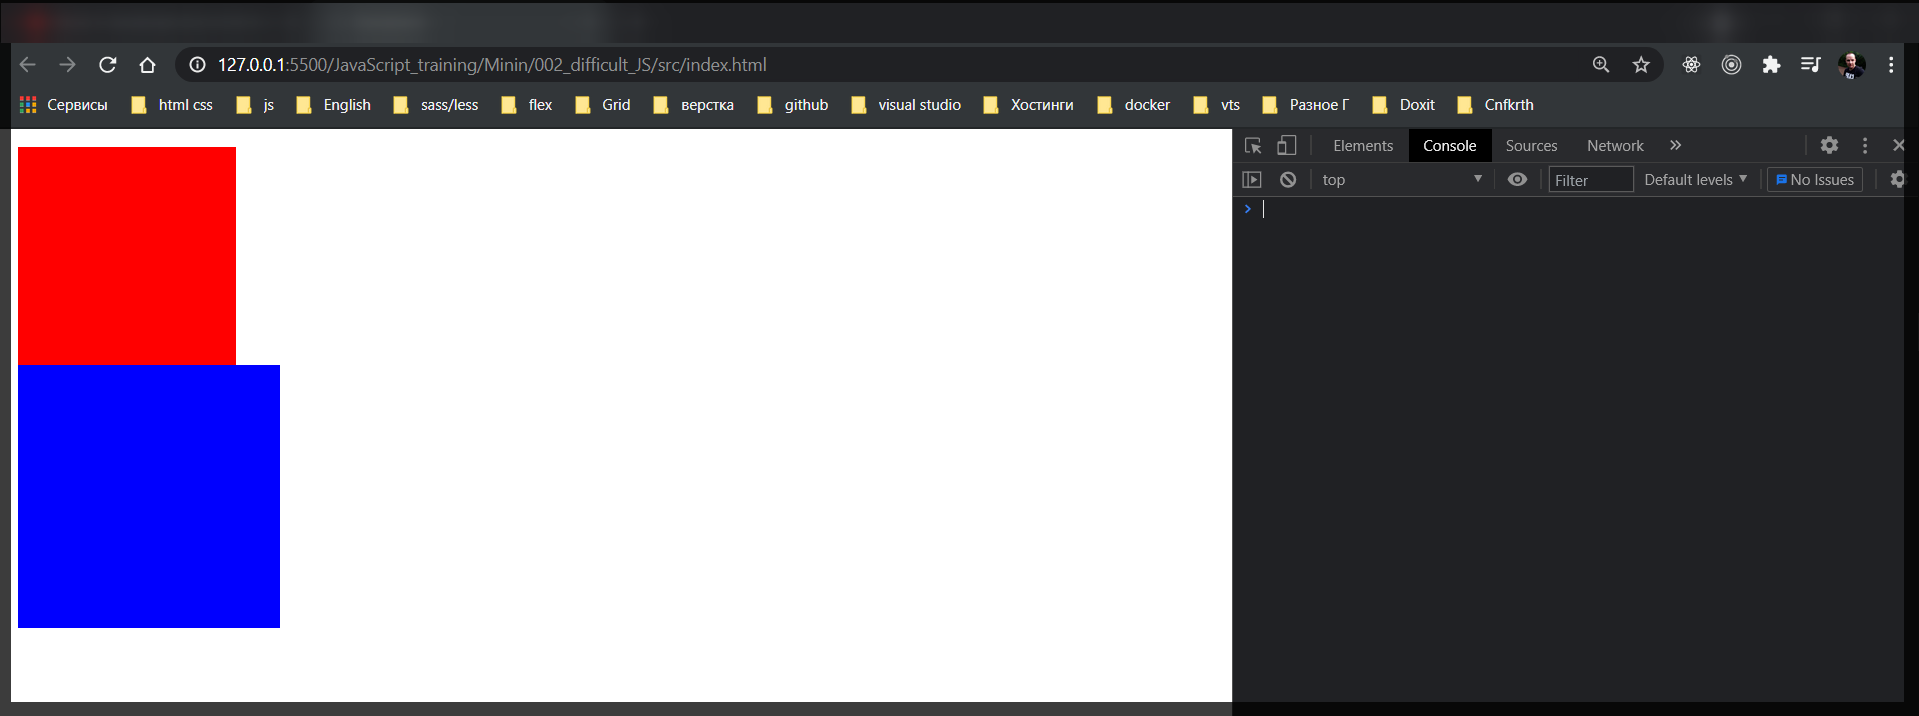 127.0.0.1:5500/JavaScript_training/Minin/002_difficult_JS/src/index.html
Сервисы html css js English sass/less flex Grid верстка github visual studio Хостинги docker vts Разное Г Doxit Cnfkrth
Elements Console Sources Network
top Filter Default levels No Issues